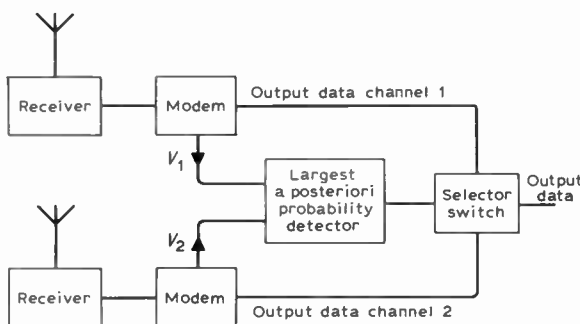 Receiver
Modem
Output data channel 1
V1
Largest
a posteriori
probability
detector
Selector
switch
Output
data
V2
Receiver
Modem
Output data channel 2